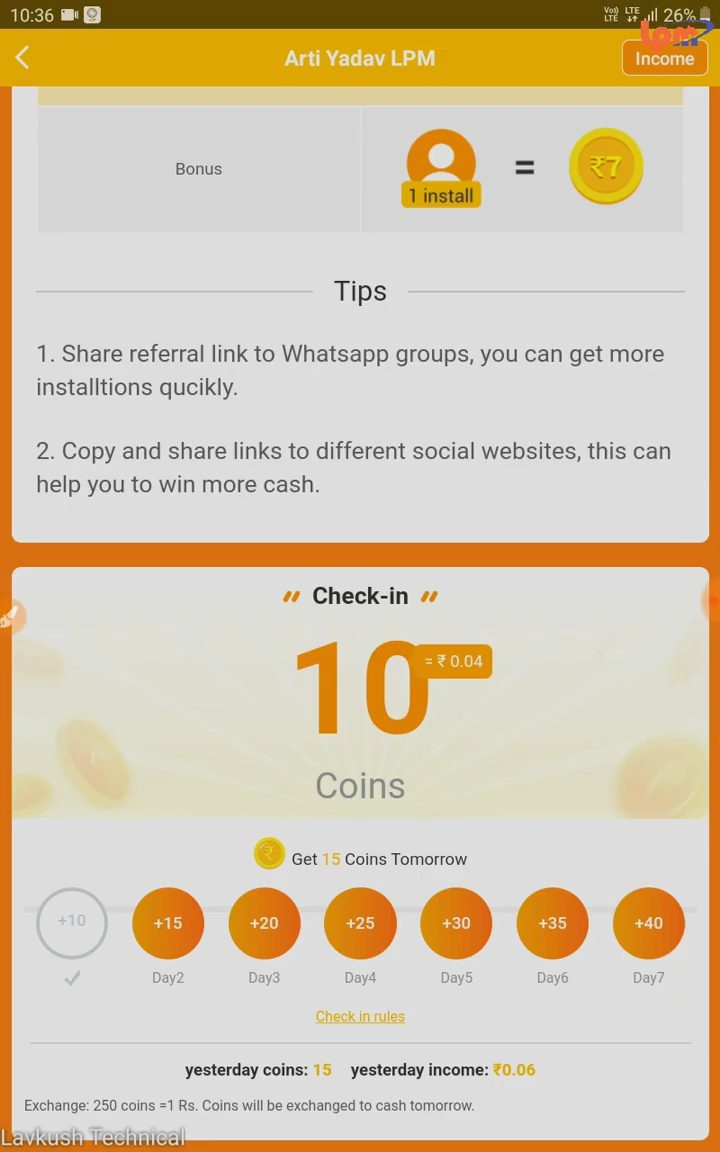 10:36
Vo)) LTE LTE 26%
Lpm
Arti Yadav LPM
Income
Bonus
1 install
=
₹7
Tips
1. Share referral link to Whatsapp groups, you can get more
installtions qucikly.
2. Copy and share links to different social websites, this can
help you to win more cash.
Check-in
10
= ₹ 0.04
Coins
Get 15 Coins Tomorrow
+10 +15 +20 +25 +30 +35 +40
Day2 Day3 Day4 Day5 Day6 Day7
Check in rules
yesterday coins: 15 yesterday income: ₹0.06
Exchange: 250 coins =1 Rs. Coins will be exchanged to cash tomorrow.
Lavkush Technical